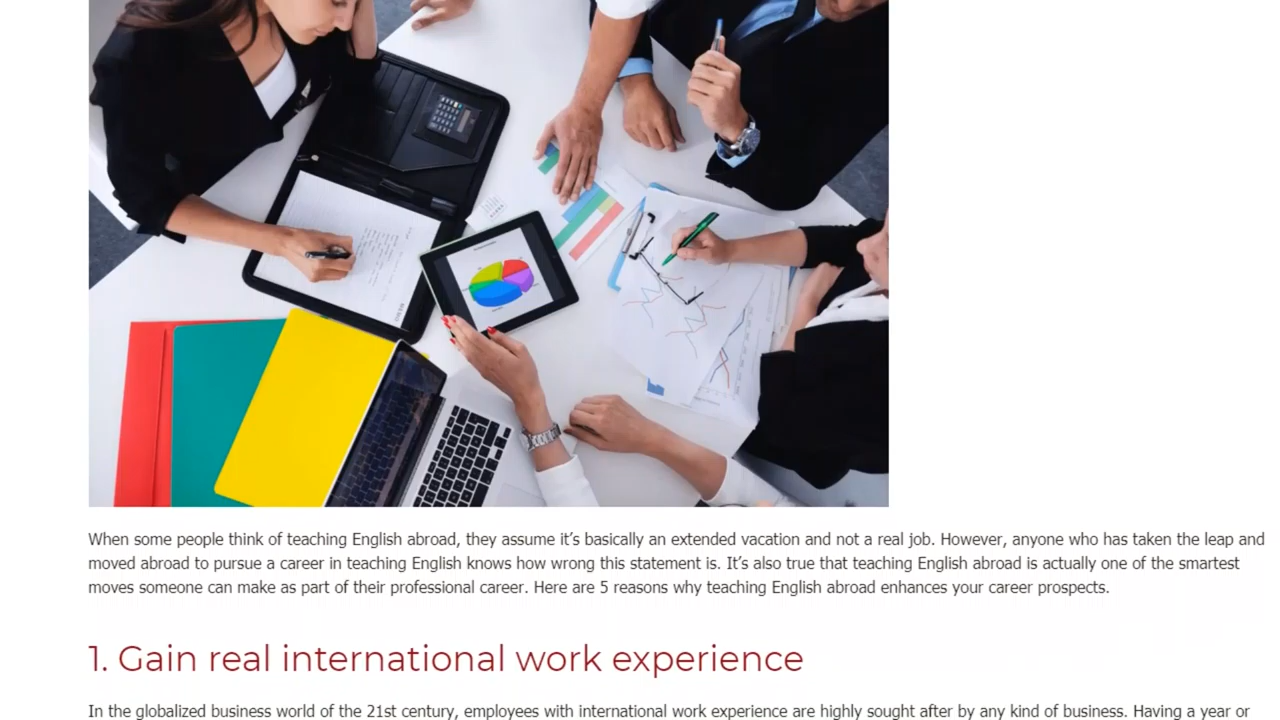 When some people think of teaching English abroad, they assume it’s basically an extended vacation and not a real job. However, anyone who has taken the leap and
moved abroad to pursue a career in teaching English knows how wrong this statement is. It’s also true that teaching English abroad is actually one of the smartest
moves someone can make as part of their professional career. Here are 5 reasons why teaching English abroad enhances your career prospects.
1. Gain real international work experience
In the globalized business world of the 21st century, employees with international work experience are highly sought after by any kind of business. Having a year or